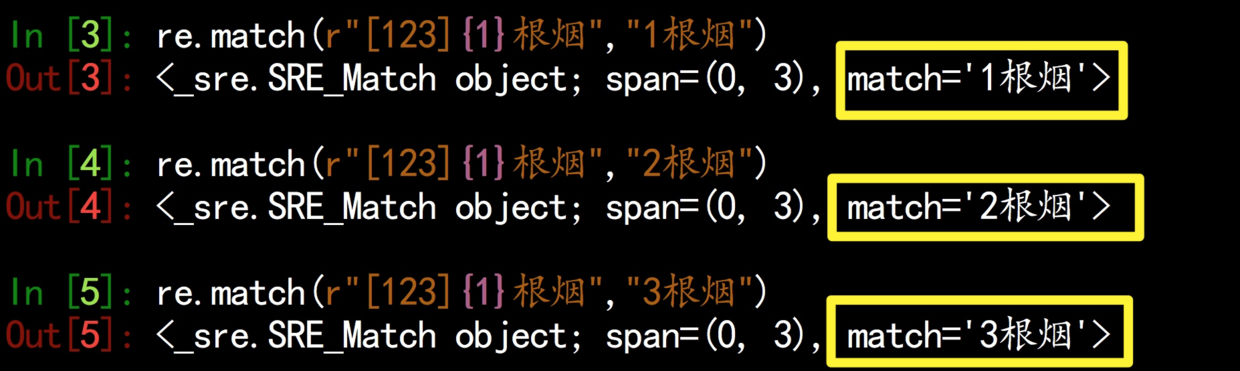 In [3]: re.match(r"[123]{1}根烟","1根烟")
Out[3]: <_sre.SRE_Match object; span=(0, 3), match='1根烟'>
In [4]: re.match(r"[123]{1}根烟","2根烟")
Out[4]: <_sre.SRE_Match object; span=(0, 3), match='2根烟'>
In [5]: re.match(r"[123]{1}根烟","3根烟")
Out[5]: <_sre.SRE_Match object; span=(0, 3), match='3根烟'>